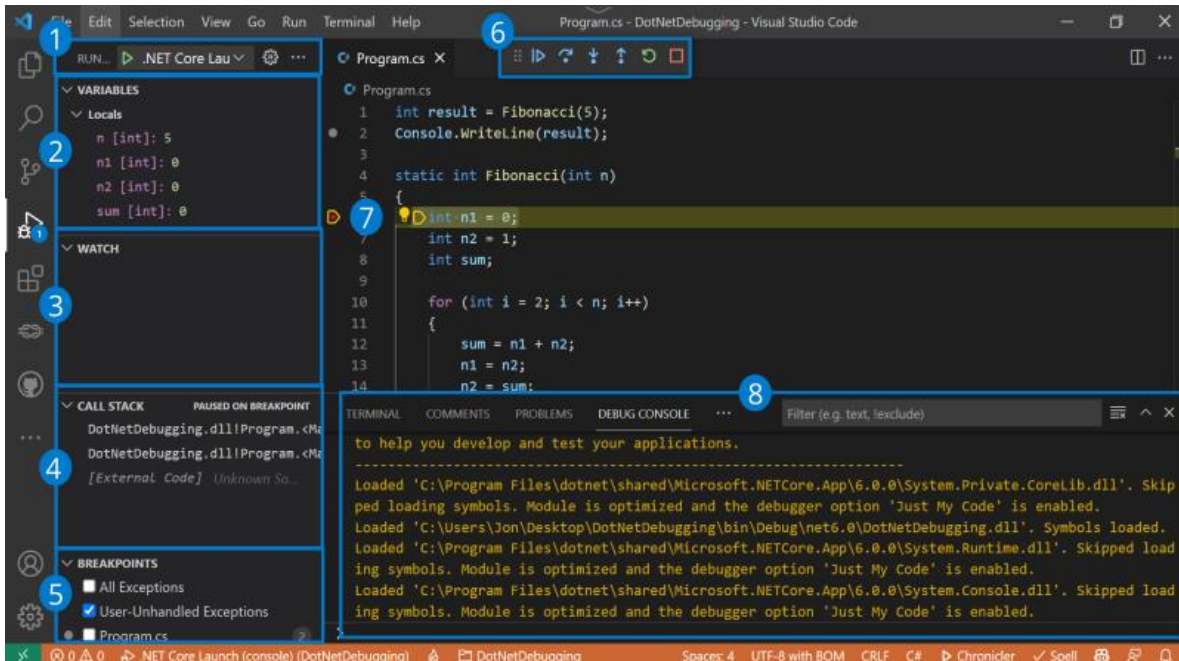 File Edit Selection View Go Run Terminal Help
Program.cs - DotNetDebugging - Visual Studio Code
1
RUN... .NET Core Lau
6
Program.cs
VARIABLES
Locals
n [int]: 5
n1 [int]: 0
n2 [int]: 0
sum [int]: 0
2
1
WATCH
3
CALL STACK PAUSED ON BREAKPOINT
DotNetDebugging.dll!Program.<Ma
DotNetDebugging.dll!Program.<Ma
[External Code] Unknown So...
4
BREAKPOINTS
All Exceptions
User-Unhandled Exceptions
Program.cs 2
5
Program.cs
1 int result = Fibonacci(5);
2 Console.WriteLine(result);
3
4 static int Fibonacci(int n)
5 {
7 int n1 = 0;
7 int n2 = 1;
8 int sum;
9
10 for (int i = 2; i < n; i++)
11 {
12 sum = n1 + n2;
13 n1 = n2;
14 n2 = sum;
8
TERMINAL COMMENTS PROBLEMS DEBUG CONSOLE ... Filter (e.g. text, !exclude)
to help you develop and test your applications.
-------------------------------------------------------------------
Loaded 'C:\Program Files\dotnet\shared\Microsoft.NETCore.App\6.0.0\System.Private.CoreLib.dll'. Skip
ped loading symbols. Module is optimized and the debugger option 'Just My Code' is enabled.
Loaded 'C:\Users\Jon\Desktop\DotNetDebugging\bin\Debug\net6.0\DotNetDebugging.dll'. Symbols loaded.
Loaded 'C:\Program Files\dotnet\shared\Microsoft.NETCore.App\6.0.0\System.Runtime.dll'. Skipped load
ing symbols. Module is optimized and the debugger option 'Just My Code' is enabled.
Loaded 'C:\Program Files\dotnet\shared\Microsoft.NETCore.App\6.0.0\System.Console.dll'. Skipped load
ing symbols. Module is optimized and the debugger option 'Just My Code' is enabled.
0 0 .NET Core Launch (console) (DotNetDebugging) DotNetDebugging Spaces: 4 UTF-8 with BOM CRLF C# Chronicler Spell